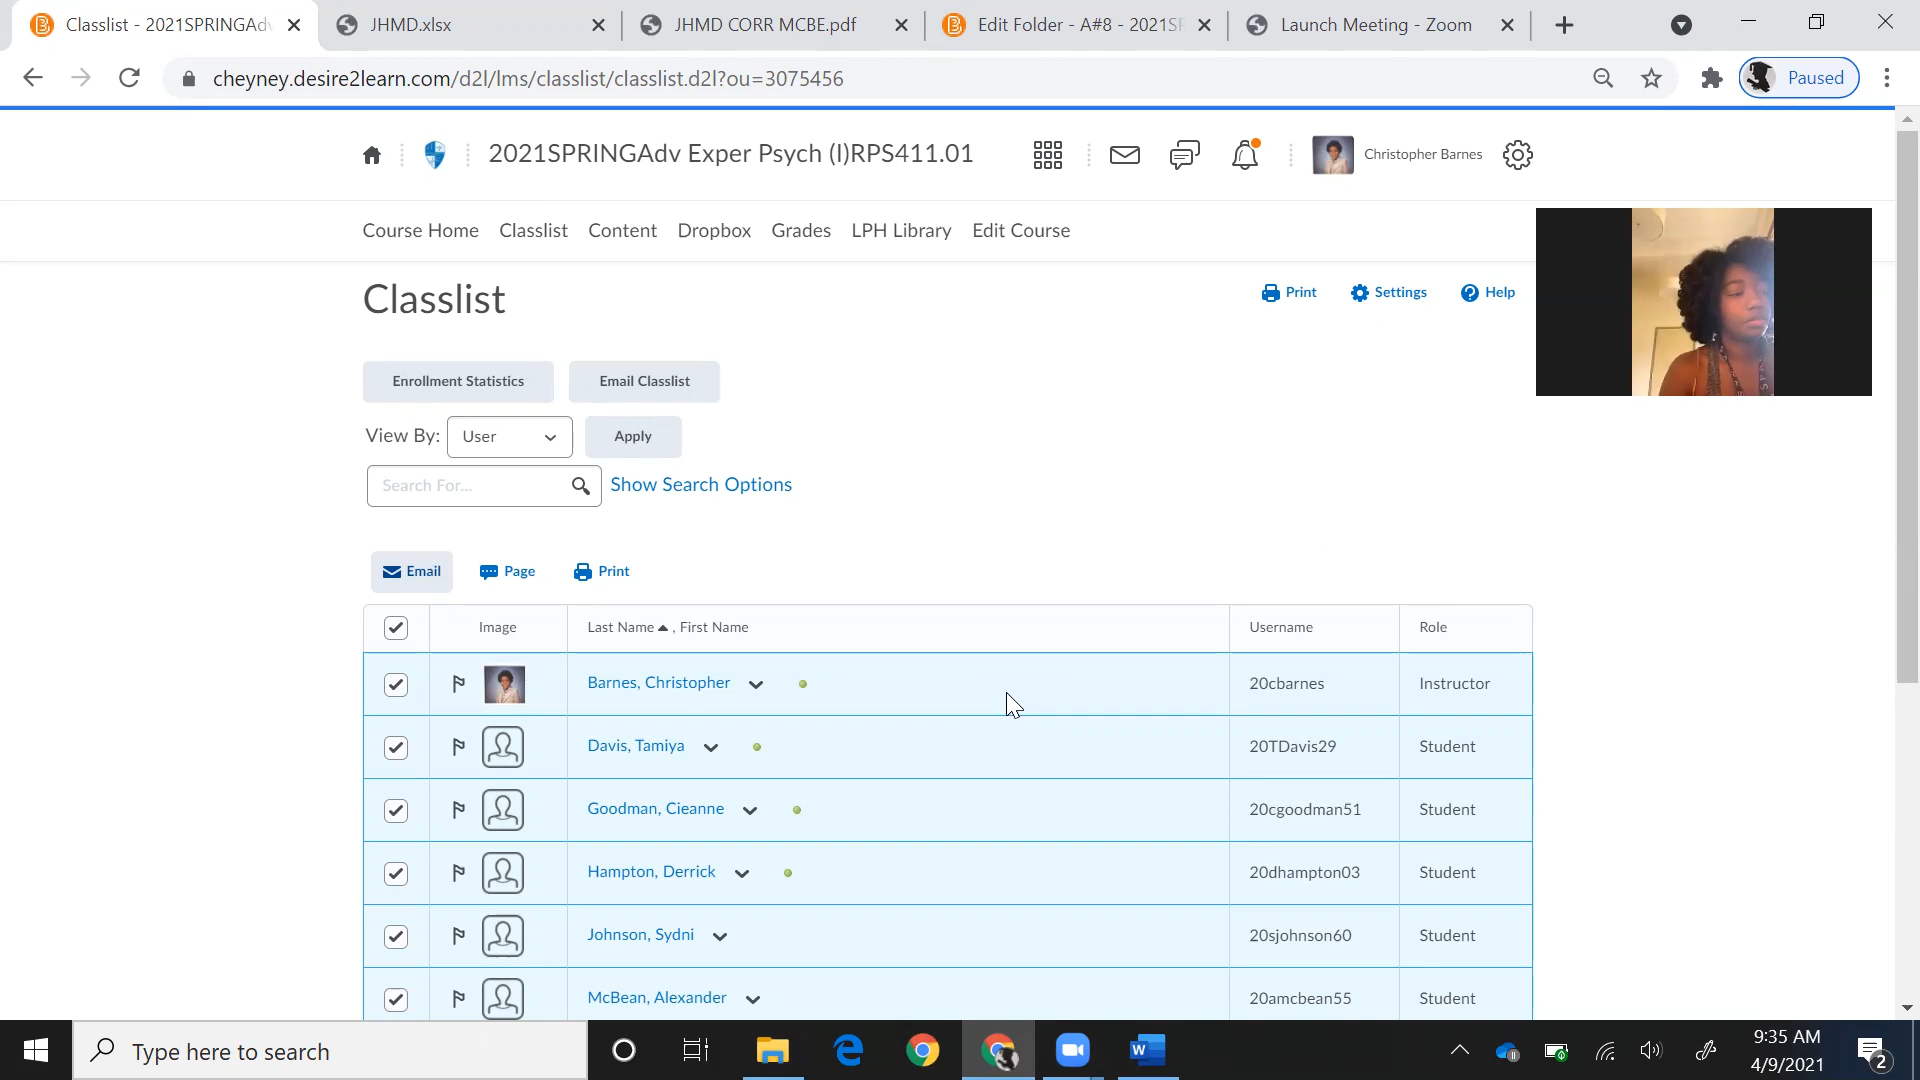 Classlist - 2021SPRINGAdv
JHMD.xlsx
JHMD CORR MCBE.pdf
Edit Folder - A#8 - 2021SP
Launch Meeting - Zoom
cheyney.desire2learn.com/d2l/lms/classlist/classlist.d2l?ou=3075456
Paused
2021SPRINGAdv Exper Psych (I)RPS411.01
Christopher Barnes
Course Home Classlist Content Dropbox Grades LPH Library Edit Course
Classlist
Print Settings Help
Enrollment Statistics Email Classlist
View By: User Apply
Search For... Show Search Options
Email Page Print
Image Last Name , First Name Username Role
Barnes, Christopher 20cbarnes Instructor
Davis, Tamiya 20TDavis29 Student
Goodman, Cieanne 20cgoodman51 Student
Hampton, Derrick 20dhampton03 Student
Johnson, Sydni 20sjohnson60 Student
McBean, Alexander 20amcbean55 Student
Type here to search
9:35 AM
4/9/2021
2